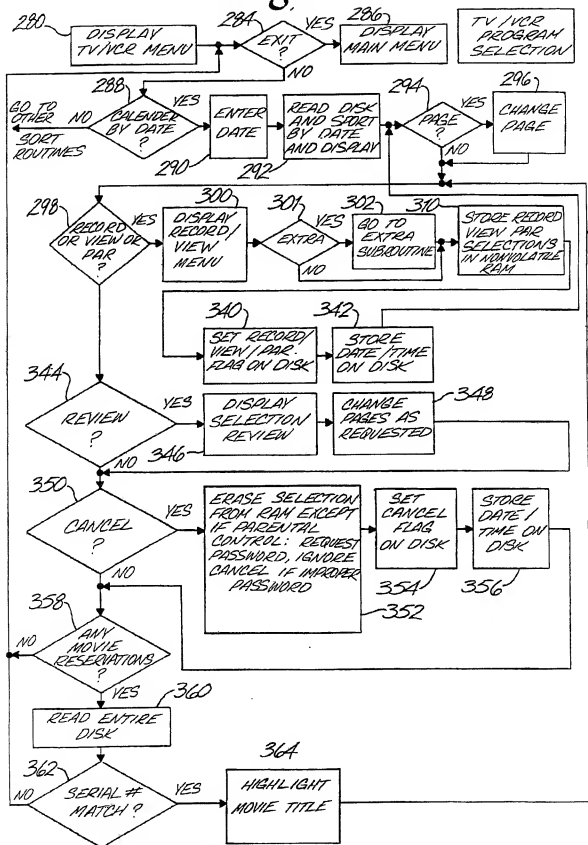 8.
280
DISPLAY
TV/VCR MENU
284
EXIT
?
YES
NO
286
DISPLAY
MAIN MENU
TV/VCR
PROGRAM
SELECTION
288
CALENDER
BY DATE
?
NO
YES
GO TO
OTHER
SORT
ROUTINES
ENTER
DATE
290
READ DISK
AND SORT
BY DATE
AND DISPLAY
292
294
PAGE
?
YES
NO
296
CHANGE
PAGE
298
RECORD
OR VIEW OR
PAR
?
YES
300
DISPLAY
RECORD/
VIEW
MENU
301
EXTRA
YES
NO
302
GO TO
EXTRA
SUBROUTINE
310
STORE RECORD
VIEW PAR
SELECTIONS
IN NONVOLATILE
RAM
340
SET RECORD/
VIEW/PAR.
FLAG ON DISK
342
STORE
DATE/TIME
ON DISK
344
REVIEW
?
YES
NO
DISPLAY
SELECTION
REVIEW
346
CHANGE
PAGES AS
REQUESTED
348
350
CANCEL
?
YES
NO
ERASE SELECTION
FROM RAM EXCEPT
IF PARENTAL
CONTROL: REQUEST
PASSWORD, IGNORE
CANCEL IF IMPROPER
PASSWORD
352
SET
CANCEL
FLAG
ON DISK
354
STORE
DATE/
TIME ON
DISK
356
358
ANY
MOVIE
RESERVATIONS
?
NO
YES
360
READ ENTIRE
DISK
362
SERIAL #
MATCH?
NO
YES
364
HIGHLIGHT
MOVIE TITLE